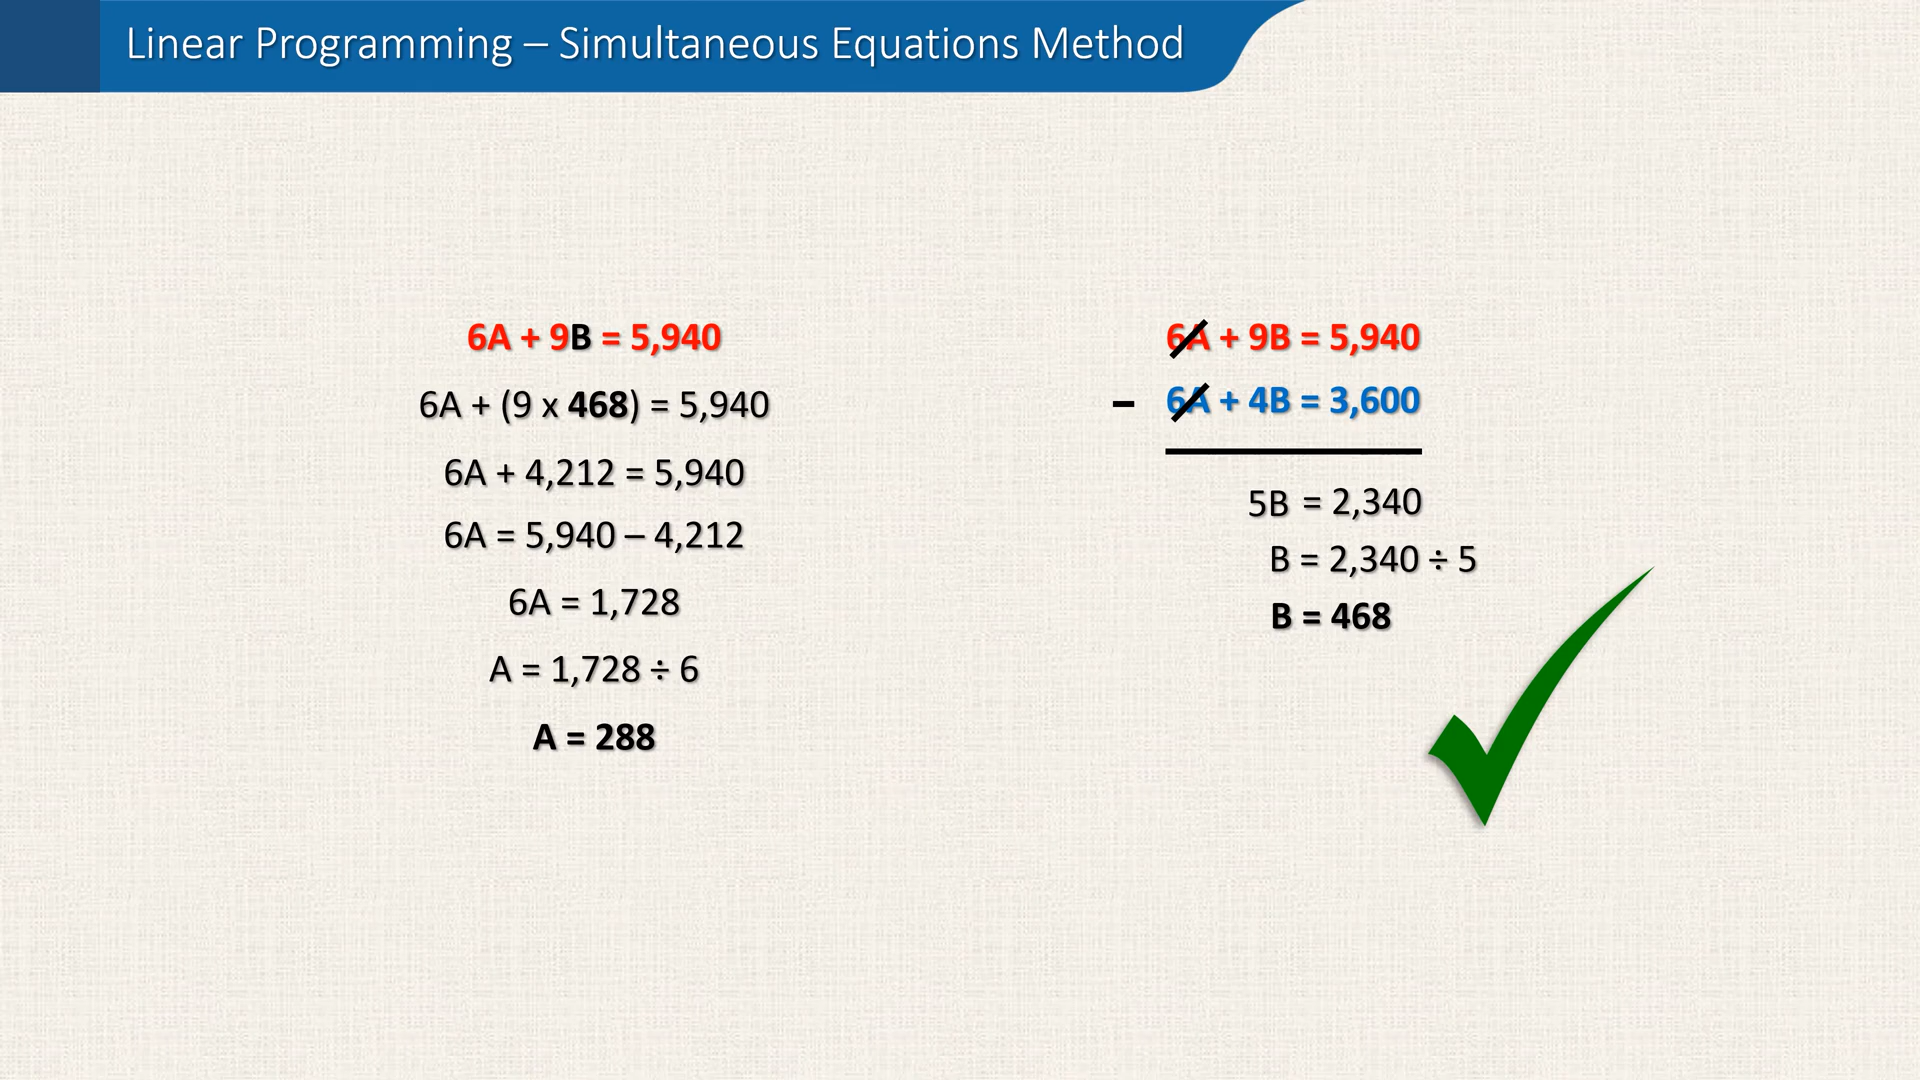 Linear Programming – Simultaneous Equations Method
6A + 9B = 5,940
6A + (9 x 468) = 5,940
6A + 4,212 = 5,940
6A = 5,940 – 4,212
6A = 1,728
A = 1,728 ÷ 6
A = 288
6A + 9B = 5,940
– 6A + 4B = 3,600
5B = 2,340
B = 2,340 ÷ 5
B = 468